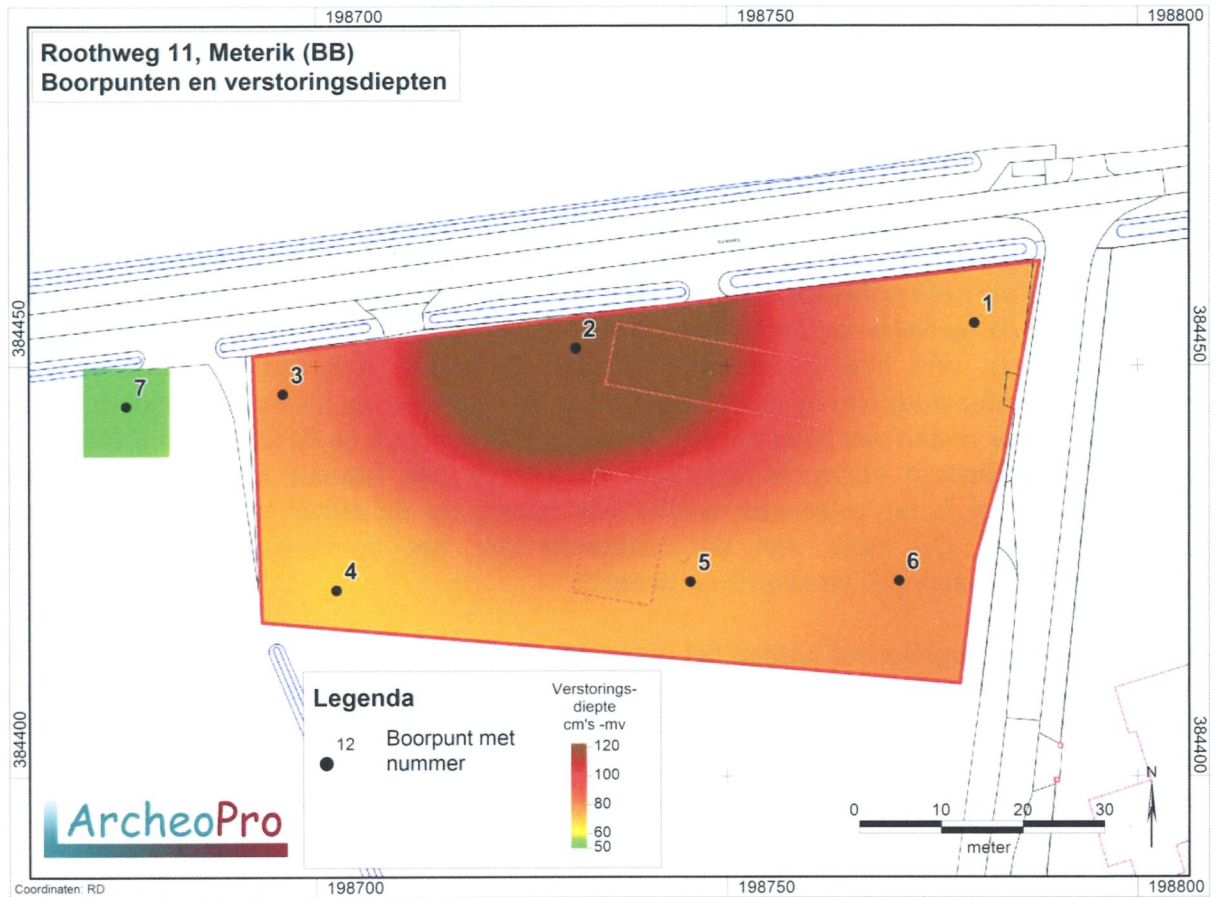 198700
198750
198800
Roothweg 11, Meterik (BB)
Boorpunten en verstoringsdiepten
384450
384450
1
2
3
7
4
5
6
Legenda
12
Boorpunt met
nummer
Verstorings-
diepte
cm's -mv
120
100
80
60
50
384400
384400
N
0 10 20 30
meter
ArcheoPro
Coordinaten: RD
198700
198750
198800